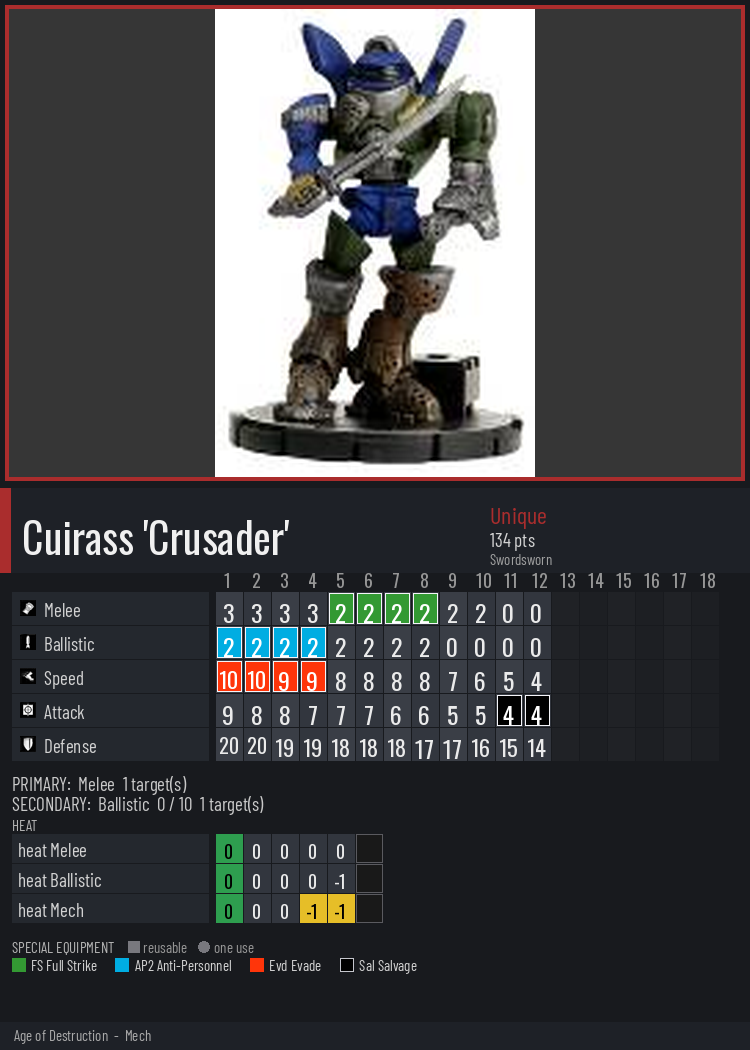 Cuirass 'Crusader'
Unique
134 pts
Swordsworn
1 2 3 4 5 6 7 8 9 10 11 12 13 14 15 16 17 18
Melee 3 3 3 3 2 2 2 2 2 2 0 0
Ballistic 2 2 2 2 2 2 2 2 0 0 0 0
Speed 10 10 9 9 8 8 8 8 7 6 5 4
Attack 9 8 8 7 7 7 6 6 5 5 4 4
Defense 20 20 19 19 18 18 18 17 17 16 15 14
PRIMARY: Melee 1 target(s)
SECONDARY: Ballistic 0 / 10 1 target(s)
HEAT
heat Melee 0 0 0 0 0
heat Ballistic 0 0 0 0 -1
heat Mech 0 0 0 -1 -1
SPECIAL EQUIPMENT reusable one use
FS Full Strike AP2 Anti-Personnel Evd Evade Sal Salvage
Age of Destruction - Mech